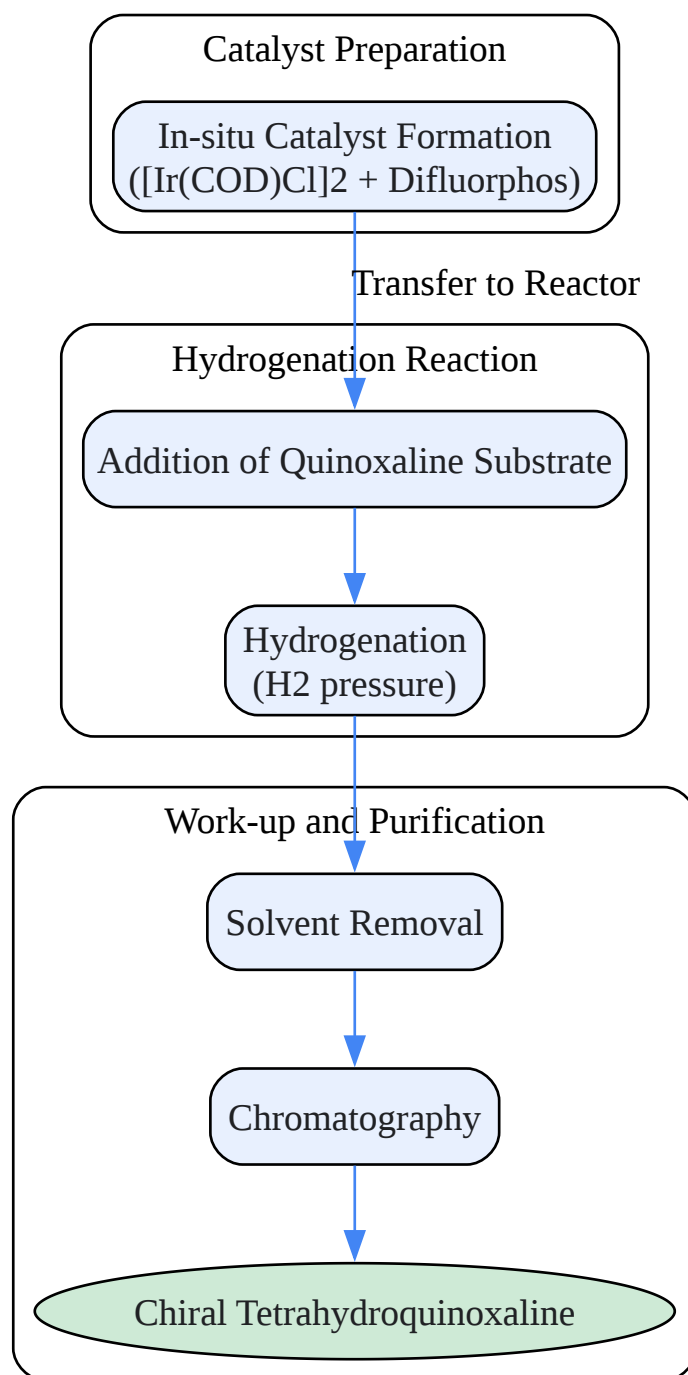 Catalyst Preparation
In-situ Catalyst Formation
([Ir(COD)Cl]2 + Difluorphos)
Transfer to Reactor
Hydrogenation Reaction
Addition of Quinoxaline Substrate
Hydrogenation
(H2 pressure)
Work-up and Purification
Solvent Removal
Chromatography
Chiral Tetrahydroquinoxaline